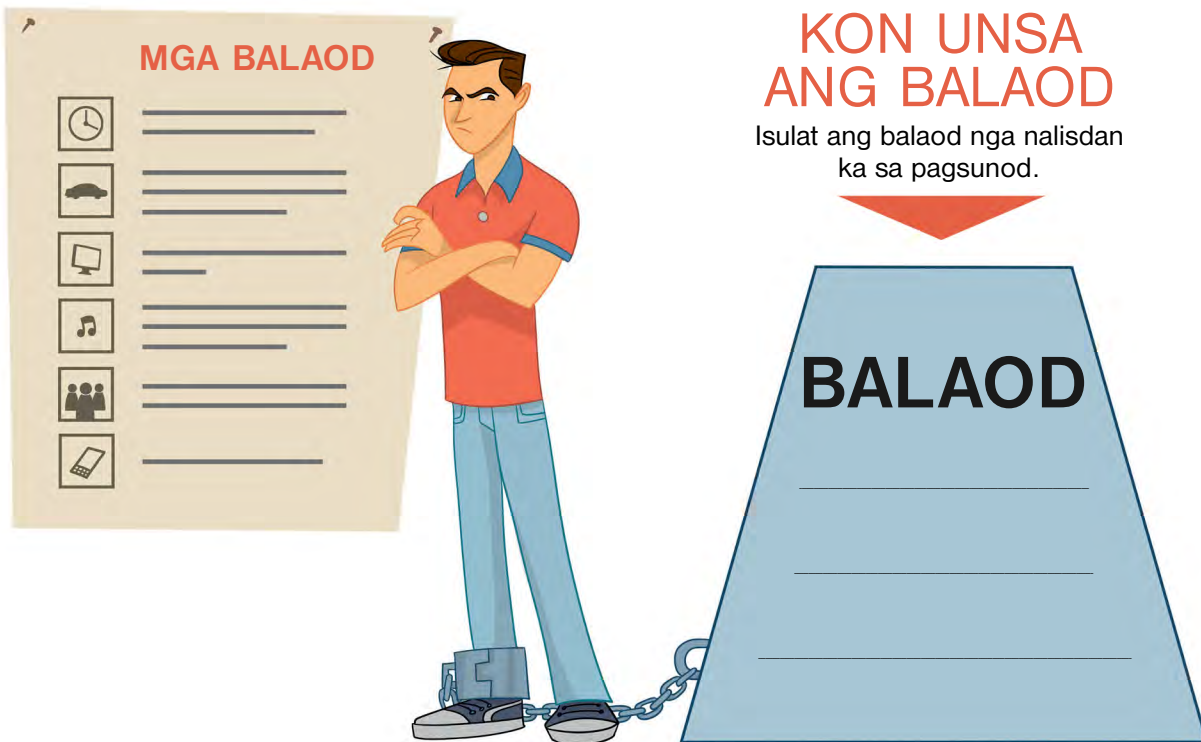 MGA BALAOD
KON UNSA
ANG BALAOD
Isulat ang balaod nga nalisdan
ka sa pagsunod.
BALAOD